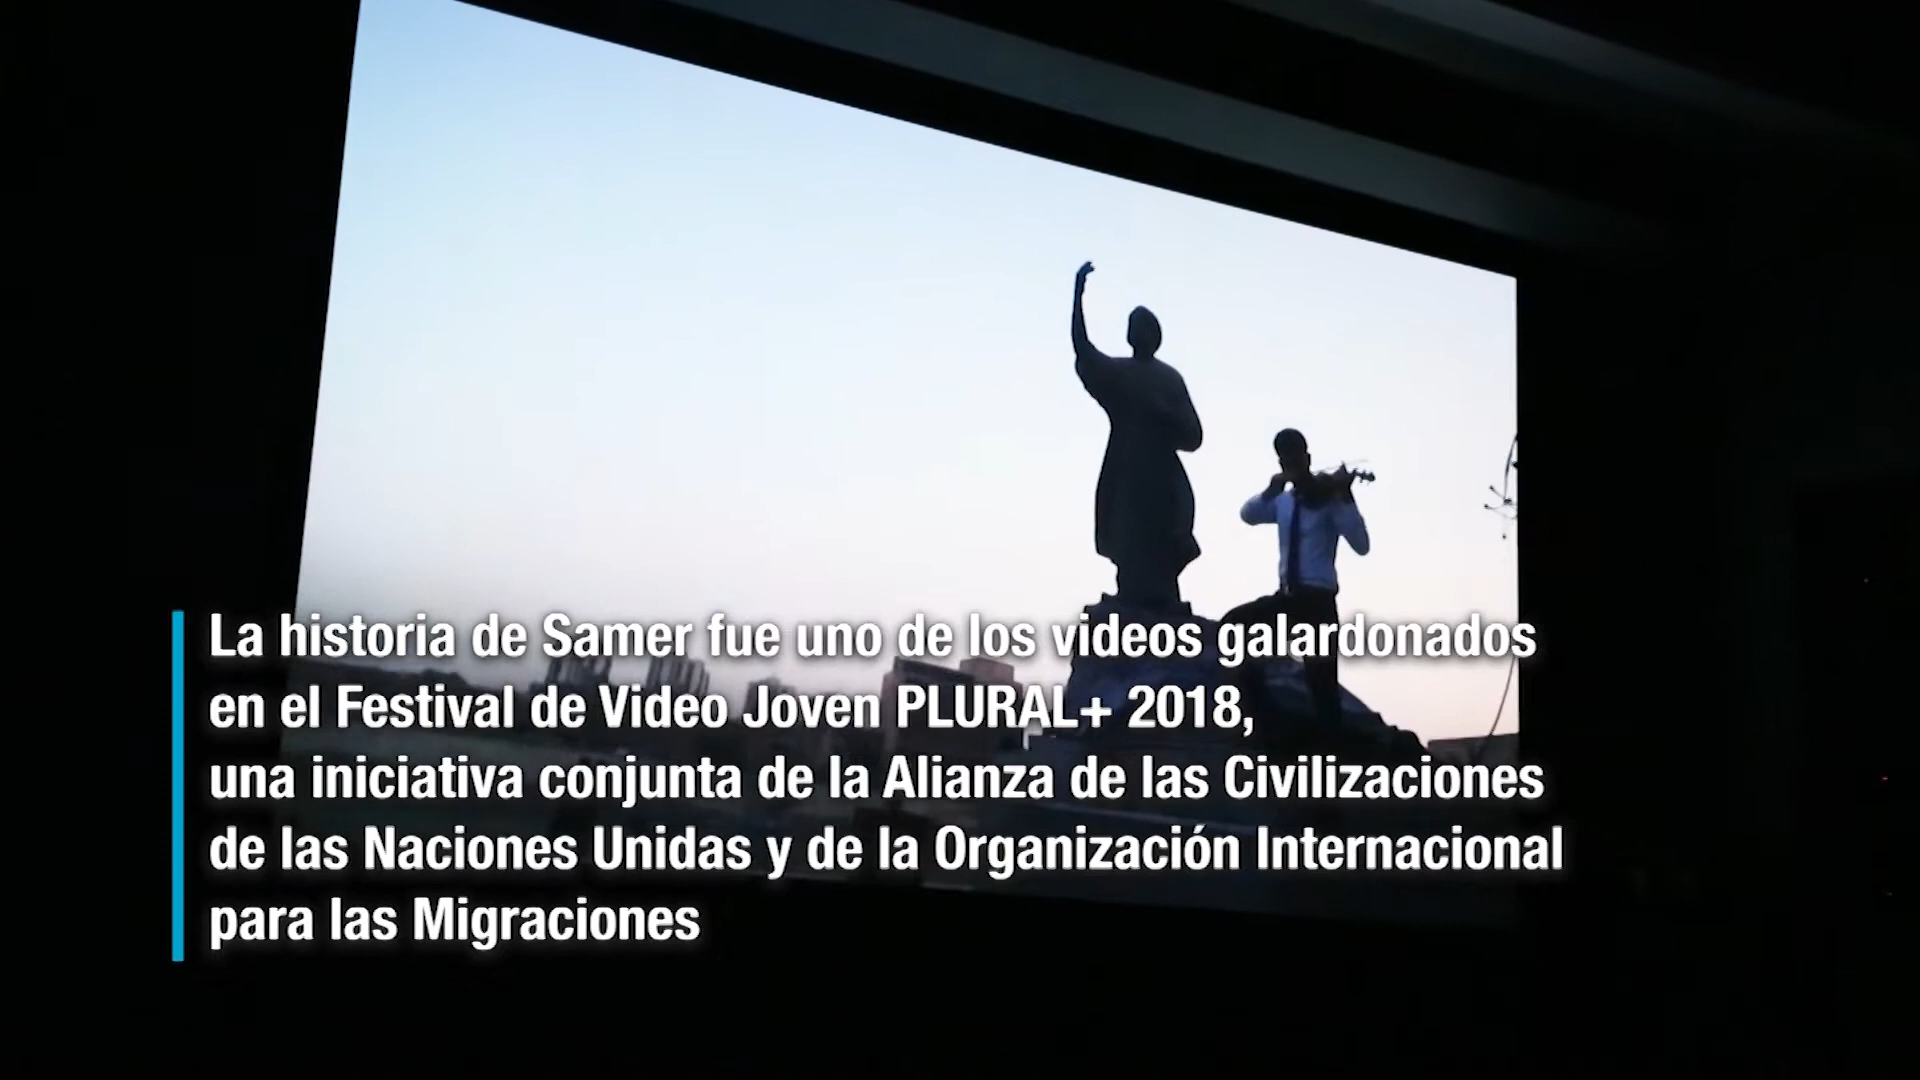 La historia de Samer fue uno de los videos galardonados
en el Festival de Video Joven PLURAL+ 2018,
una iniciativa conjunta de la Alianza de las Civilizaciones
de las Naciones Unidas y de la Organización Internacional
para las Migraciones